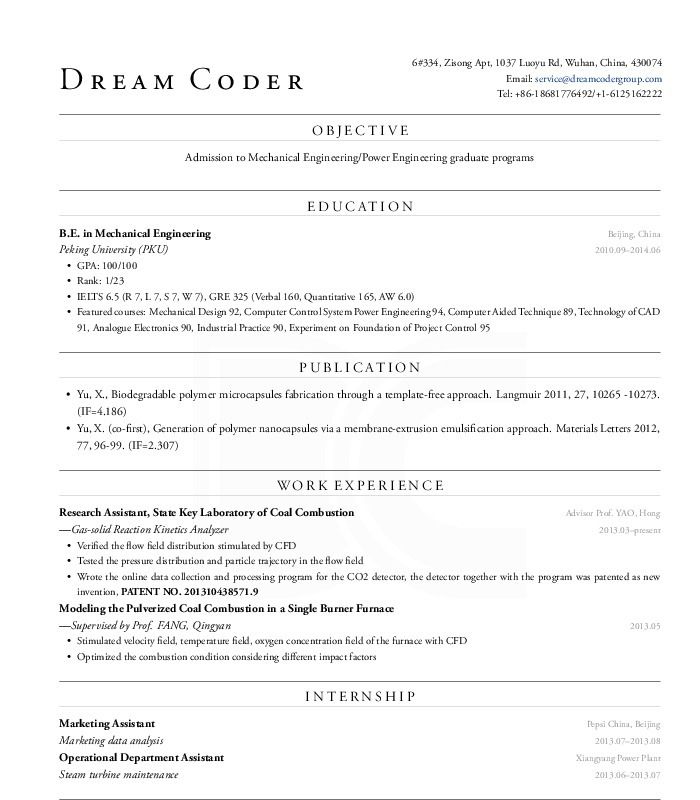 DREAM CODER
6#334, Zisong Apt, 1037 Luoyu Rd, Wuhan, China, 430074
Email: service@dreamcodergroup.com
Tel: +86-18681776492/+1-6125162222
OBJECTIVE
Admission to Mechanical Engineering/Power Engineering graduate programs
EDUCATION
B.E. in Mechanical Engineering
Beijing, China
Peking University (PKU)
2010.09–2014.06
• GPA: 100/100
• Rank: 1/23
• IELTS 6.5 (R 7, L 7, S 7, W 7), GRE 325 (Verbal 160, Quantitative 165, AW 6.0)
• Featured courses: Mechanical Design 92, Computer Control System Power Engineering 94, Computer Aided Technique 89, Technology of CAD
91, Analogue Electronics 90, Industrial Practice 90, Experiment on Foundation of Project Control 95
PUBLICATION
• Yu, X., Biodegradable polymer microcapsules fabrication through a template-free approach. Langmuir 2011, 27, 10265 -10273.
(IF=4.186)
• Yu, X. (co-first), Generation of polymer nanocapsules via a membrane-extrusion emulsification approach. Materials Letters 2012,
77, 96-99. (IF=2.307)
WORK EXPERIENCE
Research Assistant, State Key Laboratory of Coal Combustion
Advisor Prof. YAO, Hong
—Gas-solid Reaction Kinetics Analyzer
2013.03–present
• Verified the flow field distribution stimulated by CFD
• Tested the pressure distribution and particle trajectory in the flow field
• Wrote the online data collection and processing program for the CO2 detector, the detector together with the program was patented as new
invention, PATENT NO. 201310438571.9
Modeling the Pulverized Coal Combustion in a Single Burner Furnace
—Supervised by Prof. FANG, Qingyan
2013.05
• Stimulated velocity field, temperature field, oxygen concentration field of the furnace with CFD
• Optimized the combustion condition considering different impact factors
INTERNSHIP
Marketing Assistant
Pepsi China, Beijing
Marketing data analysis
2013.07–2013.08
Operational Department Assistant
Xiangyang Power Plant
Steam turbine maintenance
2013.06–2013.07